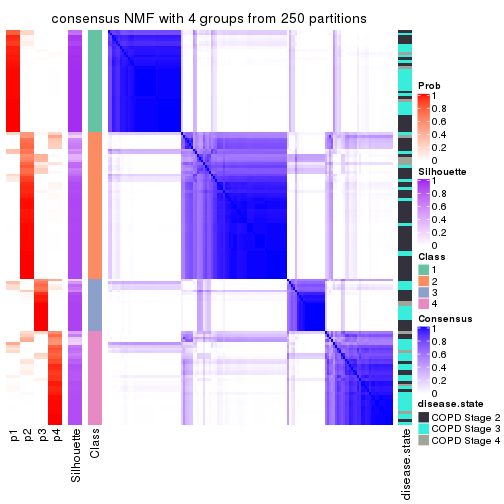 consensus NMF with 4 groups from 250 partitions
Prob
1
0.8
0.6
0.4
0.2
0
Silhouette
1
0.8
0.6
0.4
0.2
0
Class
1
2
3
4
Consensus
1
0.8
0.6
0.4
0.2
0
disease.state
COPD Stage 2
COPD Stage 3
COPD Stage 4
p1
p2
p3
p4
Silhouette
Class
disease.state